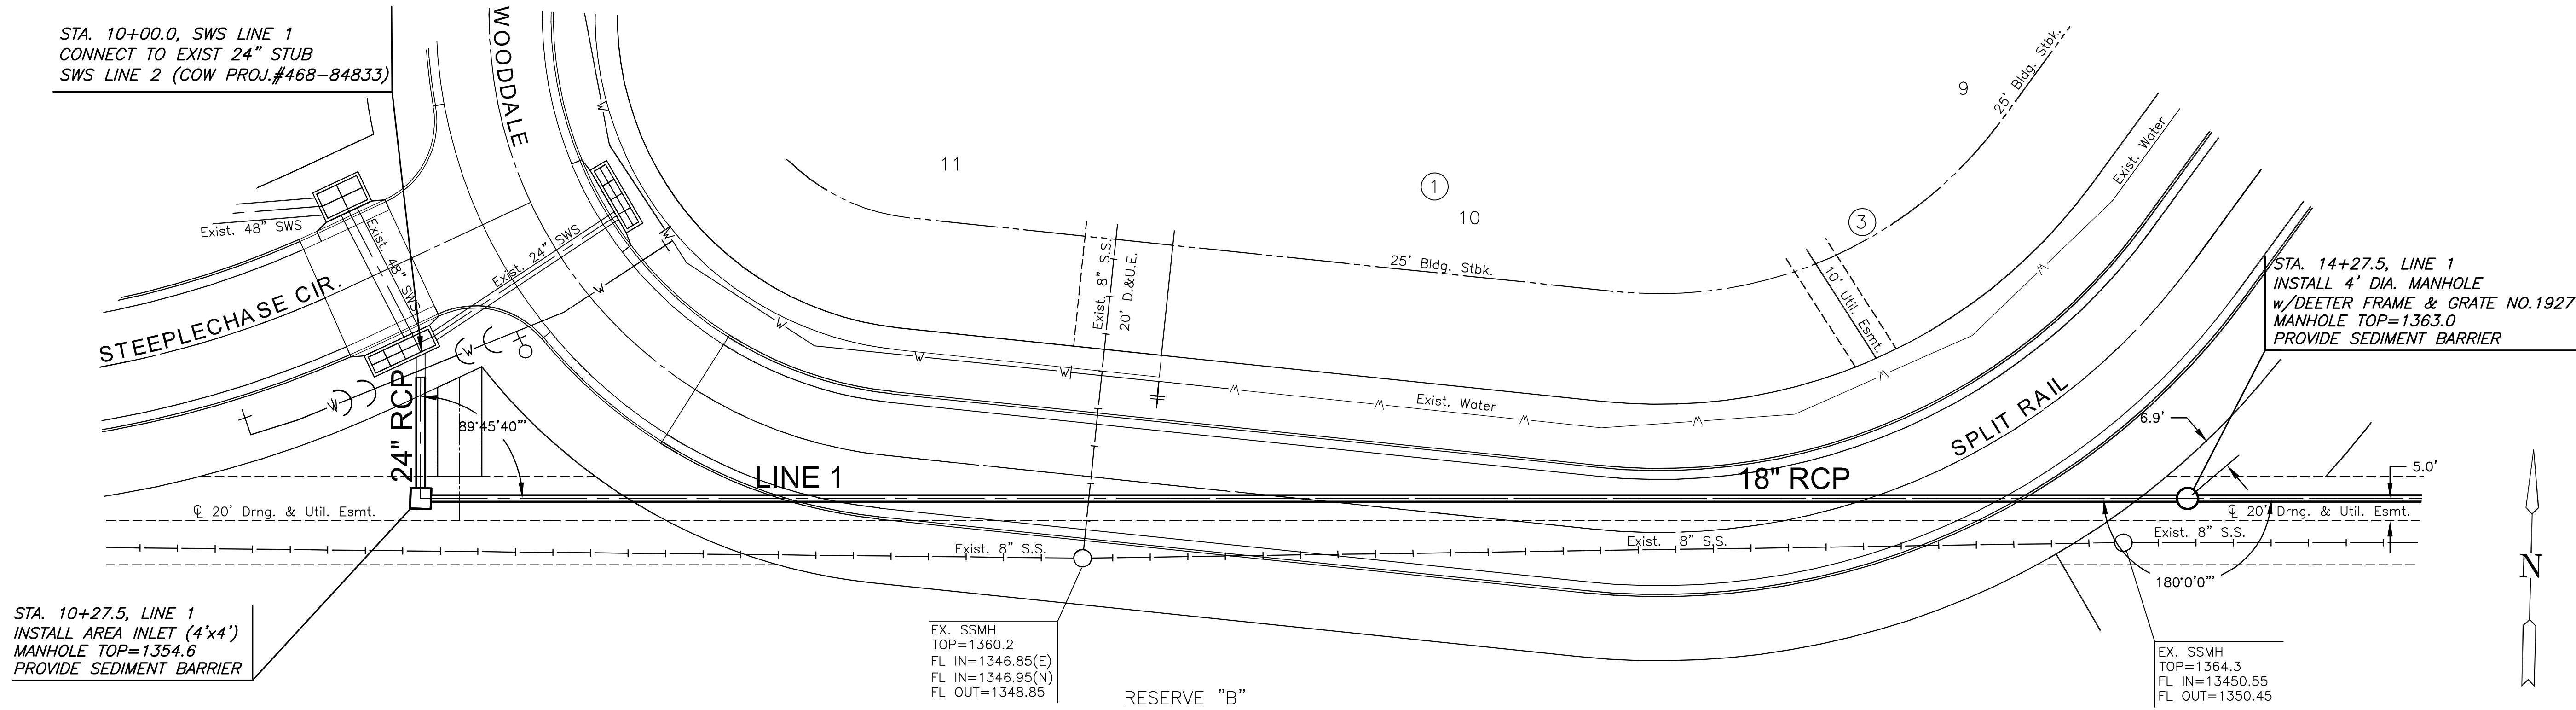 STA. 10+00.0, SWS LINE 1
CONNECT TO EXIST 24" STUB
SWS LINE 2 (COW PROJ.#468-84833)
WOODDALE
Exist. 48" SWS
Exist. 48" SWS
Exist. 24" SWS
W
W
W
W
W
W
W
W
STEEPLECHASE CIR.
24" RCP
89°45'40"'
11
1
10
9
3
25' Bldg. Stbk.
25' Bldg. Stbk.
Exist. 8" S.S.
20' D.&U.E.
10' Util. Esmt.
Exist. Water
Exist. Water
W
W
W
W
W
W
SPLIT RAIL
STA. 14+27.5, LINE 1
INSTALL 4' DIA. MANHOLE
w/DEETER FRAME & GRATE NO.1927
MANHOLE TOP=1363.0
PROVIDE SEDIMENT BARRIER
6.9'
5.0'
LINE 1
18" RCP
℄ 20' Drng. & Util. Esmt.
℄ 20' Drng. & Util. Esmt.
Exist. 8" S.S.
Exist. 8" S.S.
Exist. 8" S.S.
180°0'0"'
N
STA. 10+27.5, LINE 1
INSTALL AREA INLET (4'x4')
MANHOLE TOP=1354.6
PROVIDE SEDIMENT BARRIER
EX. SSMH
TOP=1360.2
FL IN=1346.85(E)
FL IN=1346.95(N)
FL OUT=1348.85
RESERVE "B"
EX. SSMH
TOP=1364.3
FL IN=13450.55
FL OUT=1350.45